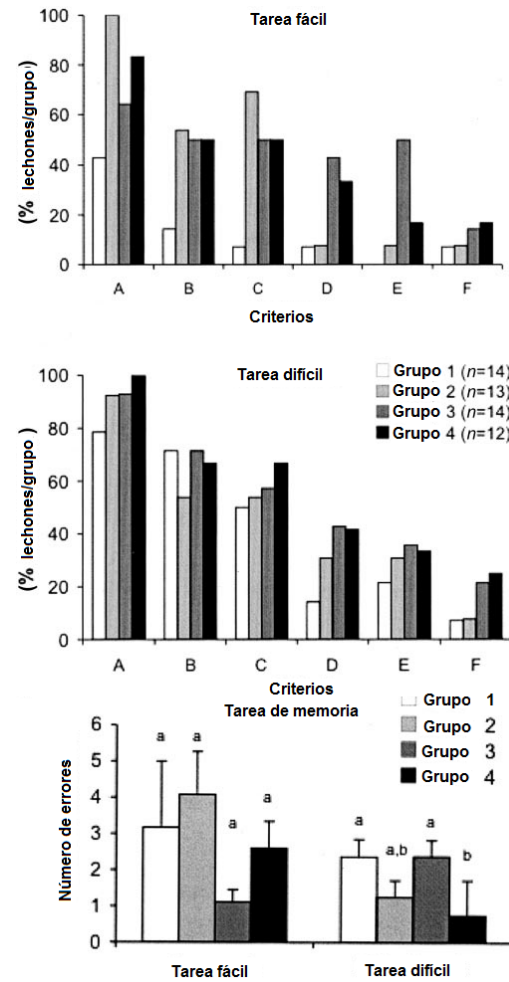 Tarea fácil
(% lechones/grupo)
100
80
60
40
20
0
A B C D E F
Criterios
Tarea difícil
Grupo 1 (n=14)
Grupo 2 (n=13)
Grupo 3 (n=14)
Grupo 4 (n=12)
(% lechones/grupo )
100
80
60
40
20
0
A B C D E F
Criterios
Tarea de memoria
Grupo 1
Grupo 2
Grupo 3
Grupo 4
Número de errores
6
5
4
3
2
1
0
a a a a
a a,b a b
Tarea fácil Tarea difícil